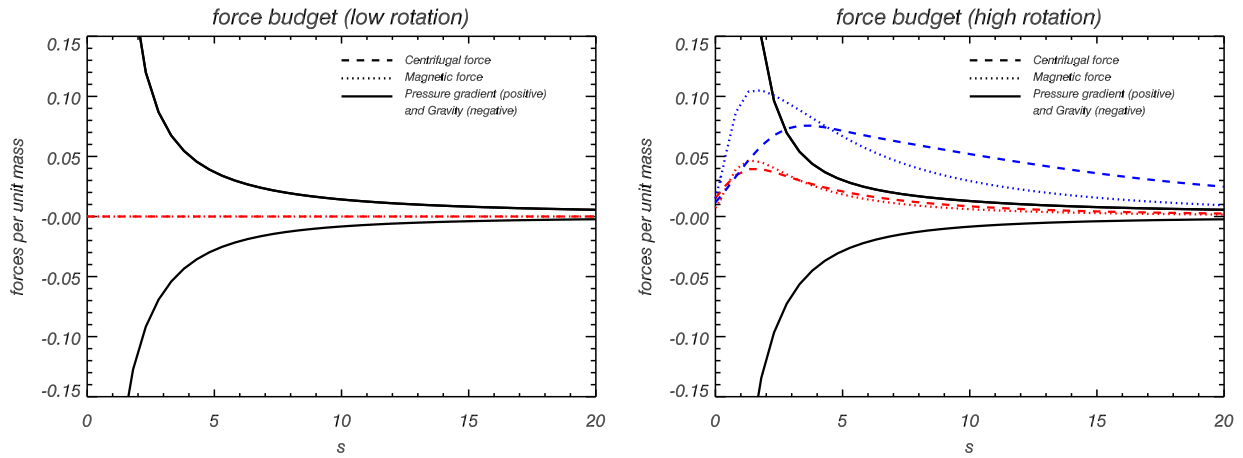 force budget (low rotation)
0.15
0.10
0.05
-0.00
-0.05
-0.10
-0.15
forces per unit mass
Centrifugal force
Magnetic force
Pressure gradient (positive)
and Gravity (negative)
0
5
10
15
20
s
force budget (high rotation)
0.15
0.10
0.05
-0.00
-0.05
-0.10
-0.15
forces per unit mass
Centrifugal force
Magnetic force
Pressure gradient (positive)
and Gravity (negative)
0
5
10
15
20
s